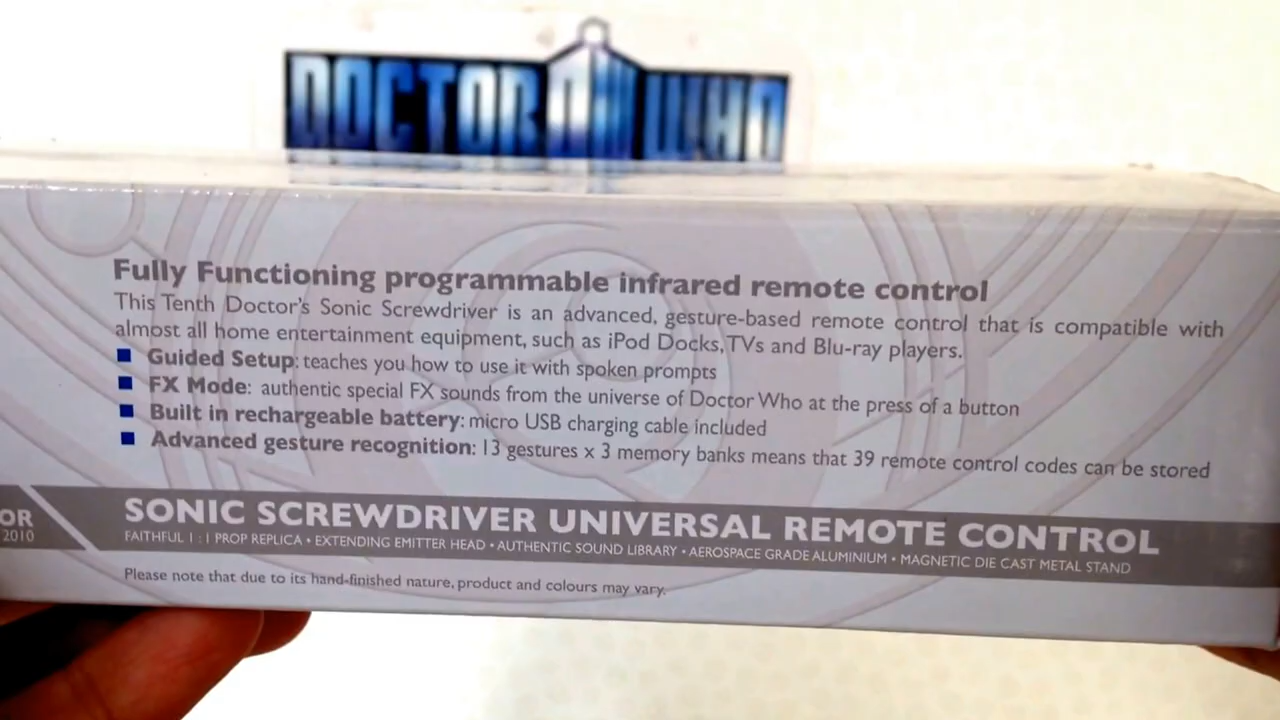 DOCTOR WHO
Fully Functioning programmable infrared remote control
This Tenth Doctor's Sonic Screwdriver is an advanced, gesture-based remote control that is compatible with
almost all home entertainment equipment, such as iPod Docks, TVs and Blu-ray players.
Guided Setup: teaches you how to use it with spoken prompts
FX Mode: authentic special FX sounds from the universe of Doctor Who at the press of a button
Built in rechargeable battery: micro USB charging cable included
Advanced gesture recognition: 13 gestures x 3 memory banks means that 39 remote control codes can be stored
OR
2010
SONIC SCREWDRIVER UNIVERSAL REMOTE CONTROL
FAITHFUL 1 : 1 PROP REPLICA • EXTENDING EMITTER HEAD • AUTHENTIC SOUND LIBRARY • AEROSPACE GRADE ALUMINIUM • MAGNETIC DIE CAST METAL STAND
Please note that due to its hand-finished nature, product and colours may vary.